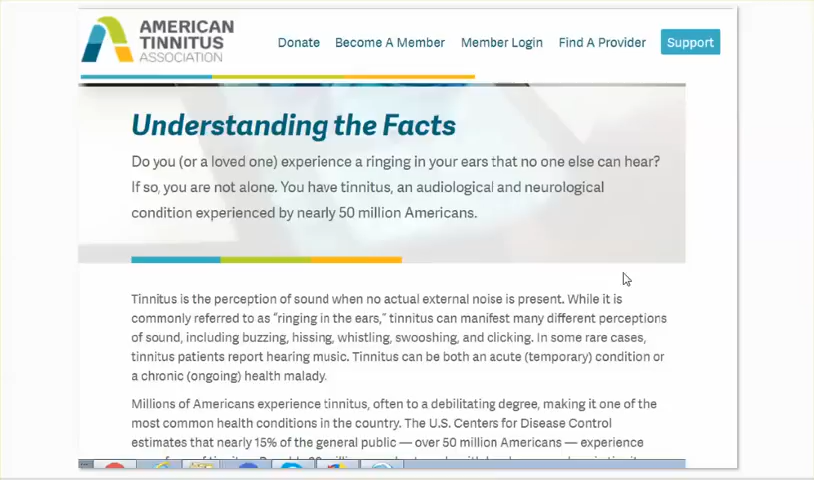 AMERICAN
TINNITUS
ASSOCIATION
Donate Become A Member Member Login Find A Provider Support
Understanding the Facts
Do you (or a loved one) experience a ringing in your ears that no one else can hear?
If so, you are not alone. You have tinnitus, an audiological and neurological
condition experienced by nearly 50 million Americans.
Tinnitus is the perception of sound when no actual external noise is present. While it is
commonly referred to as “ringing in the ears,” tinnitus can manifest many different perceptions
of sound, including buzzing, hissing, whistling, swooshing, and clicking. In some rare cases,
tinnitus patients report hearing music. Tinnitus can be both an acute (temporary) condition or
a chronic (ongoing) health malady.
Millions of Americans experience tinnitus, often to a debilitating degree, making it one of the
most common health conditions in the country. The U.S. Centers for Disease Control
estimates that nearly 15% of the general public — over 50 million Americans — experience